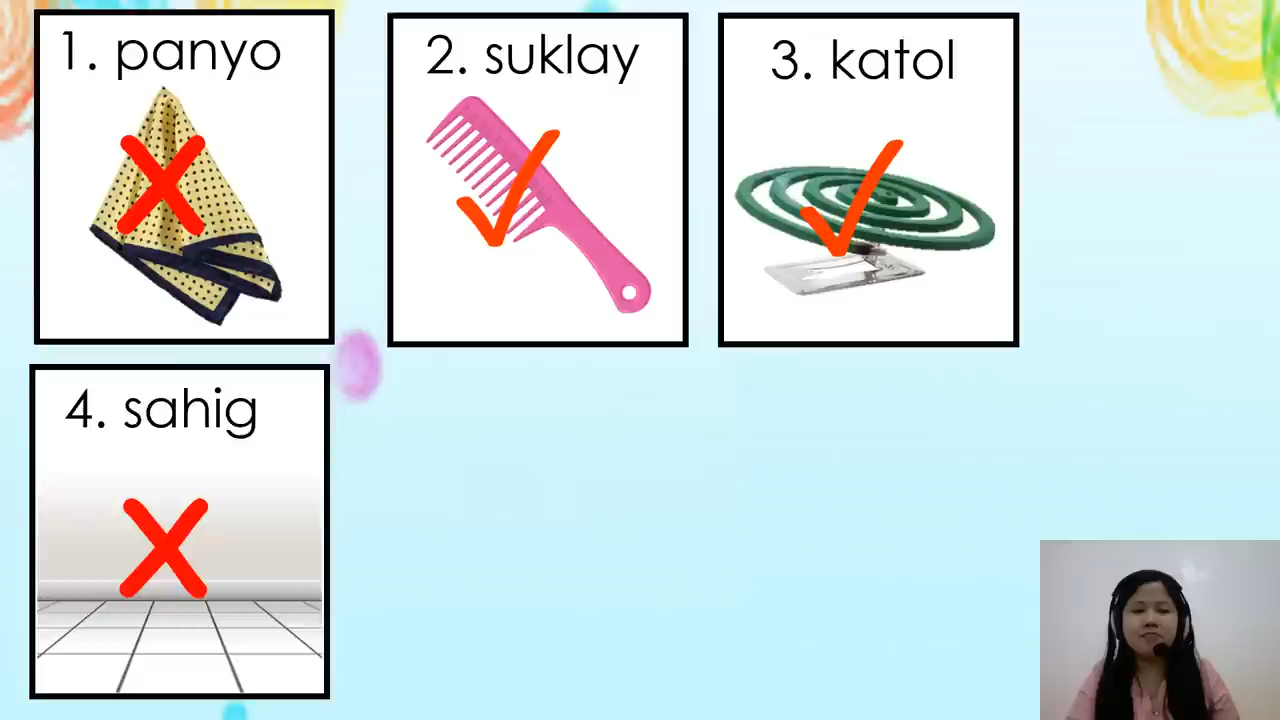 1. panyo
2. suklay
3. katol
4. sahig